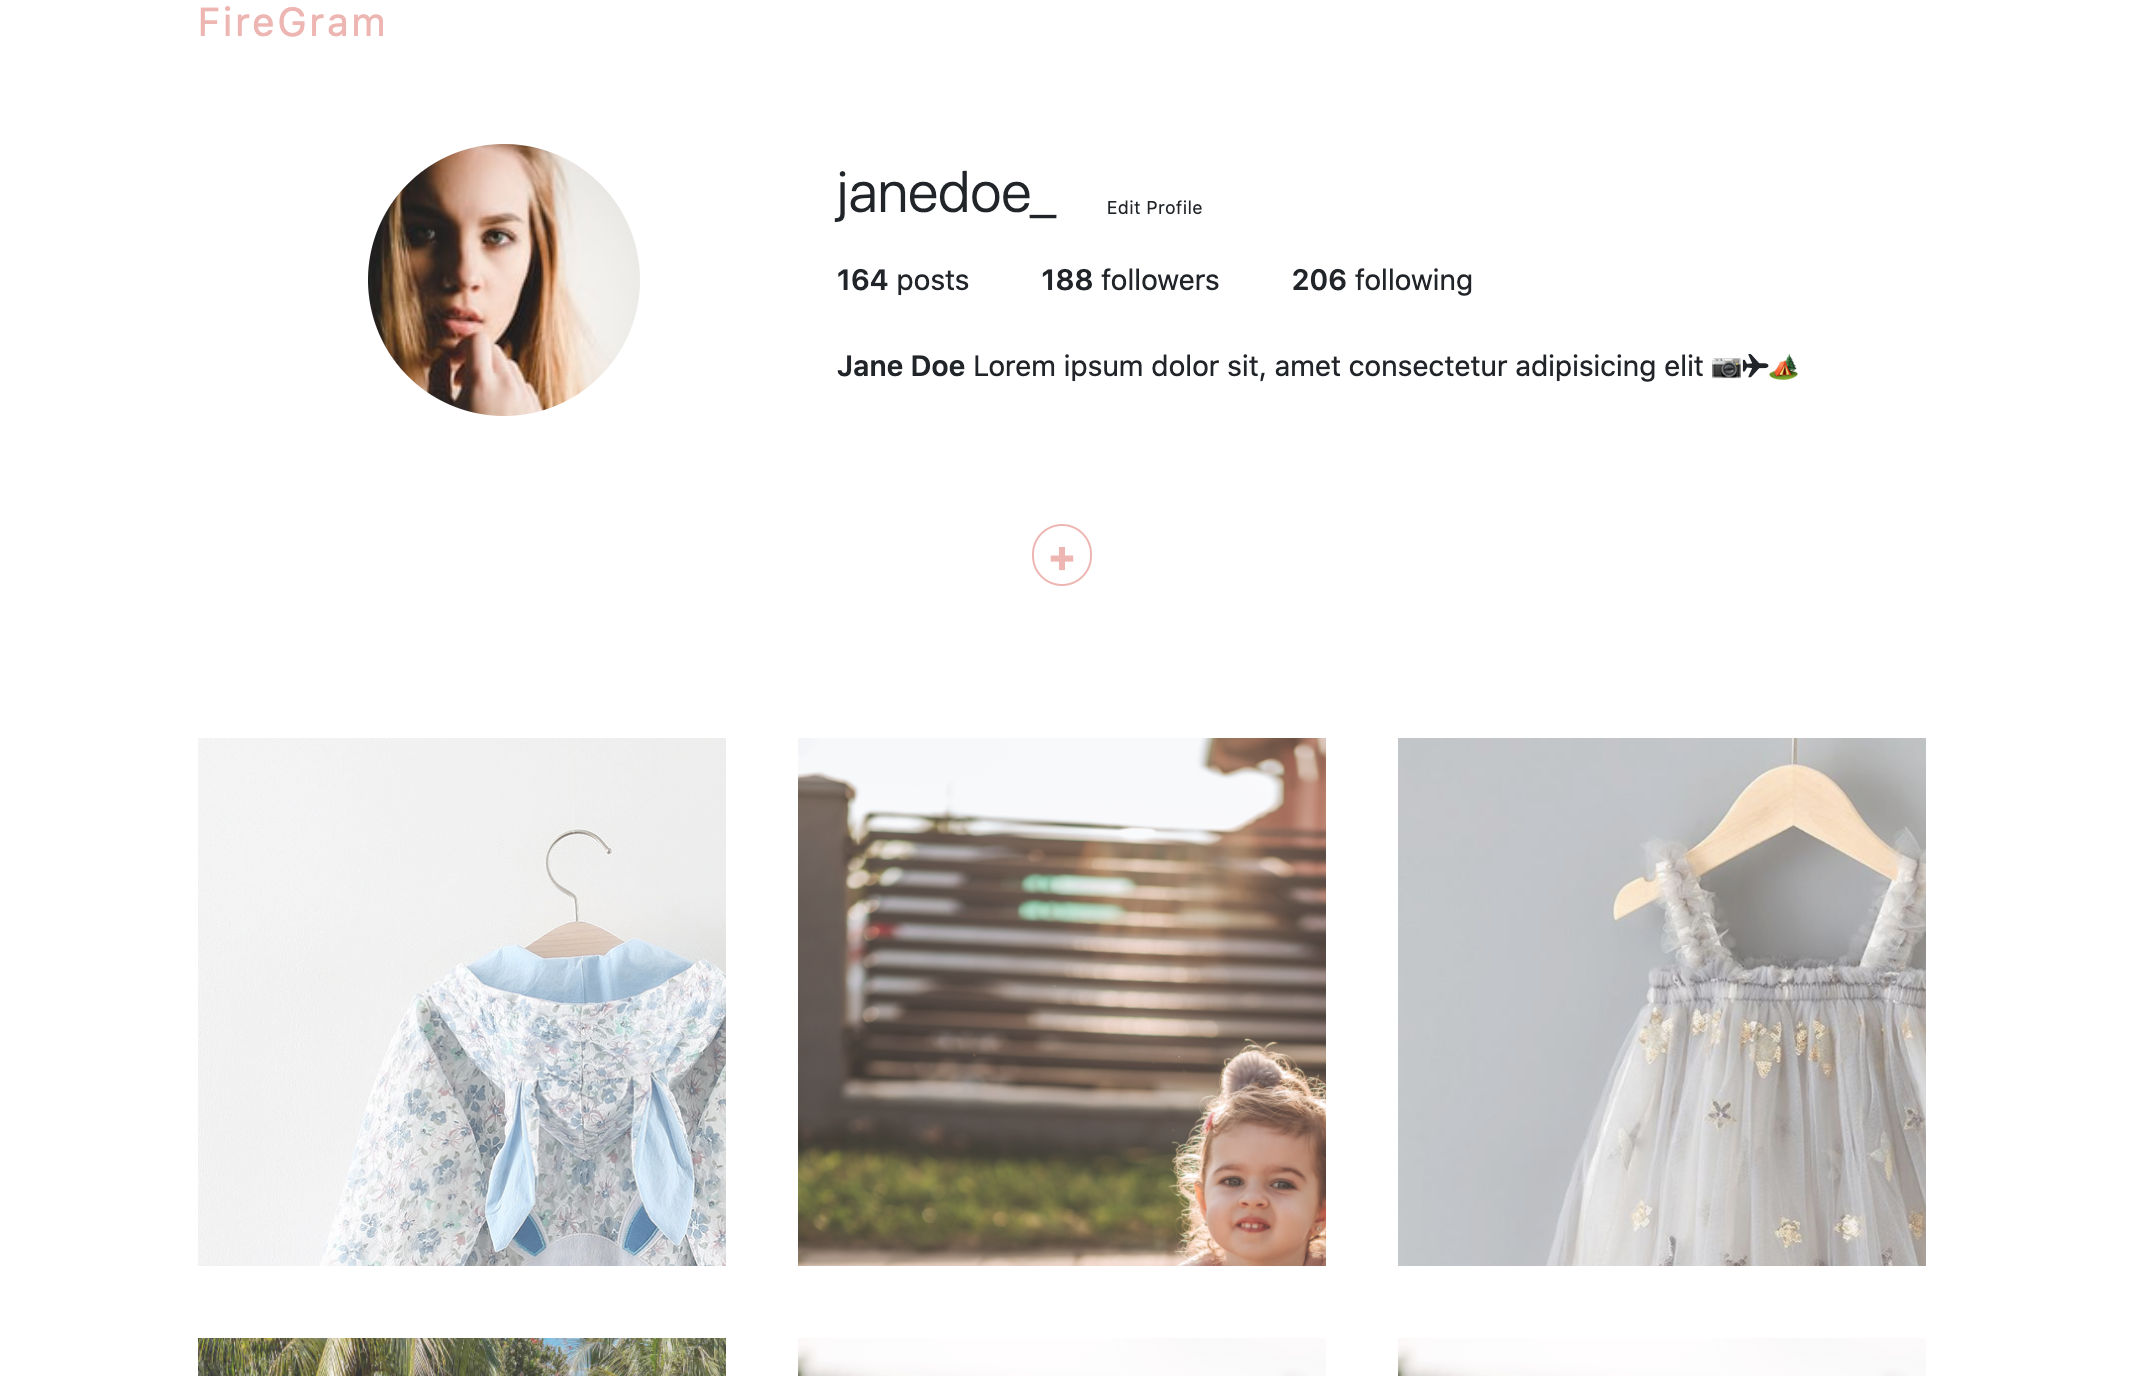 FireGram
janedoe_ Edit Profile
164 posts 188 followers 206 following
Jane Doe Lorem ipsum dolor sit, amet consectetur adipisicing elit 📷✈🏕
+